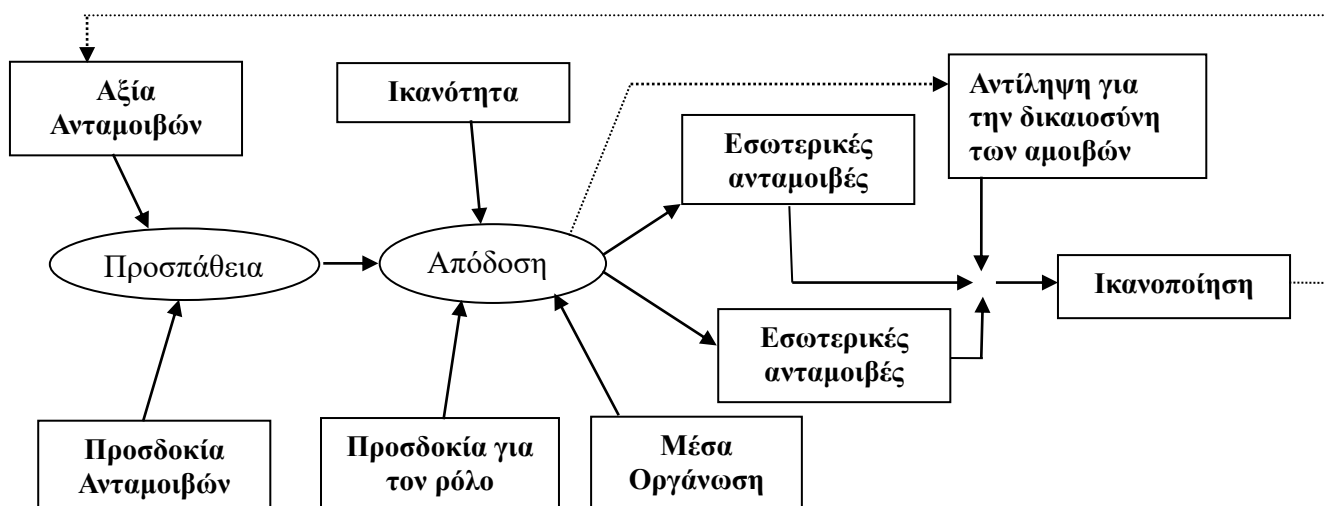 Αξία
Ανταμοιβών
Ικανότητα
Αντίληψη για
την δικαιοσύνη
των αμοιβών
Εσωτερικές
ανταμοιβές
Προσπάθεια
Απόδοση
Ικανοποίηση
Εσωτερικές
ανταμοιβές
Προσδοκία
Ανταμοιβών
Προσδοκία για
τον ρόλο
Μέσα
Οργάνωση